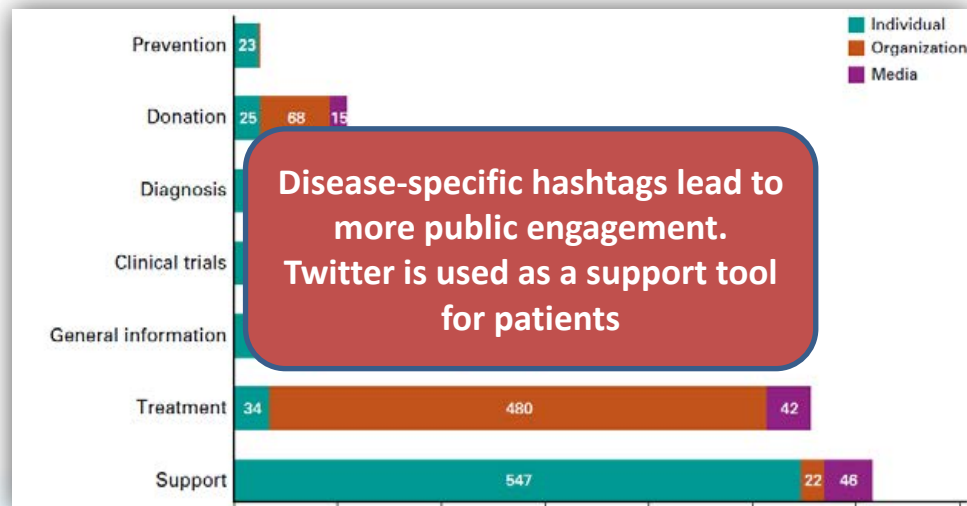 Individual
Organization
Media
Prevention 23
Donation 25 68 15
Diagnosis
Clinical trials
General information
Disease-specific hashtags lead to
more public engagement.
Twitter is used as a support tool
for patients
Treatment 34 480 42
Support 547 22 46